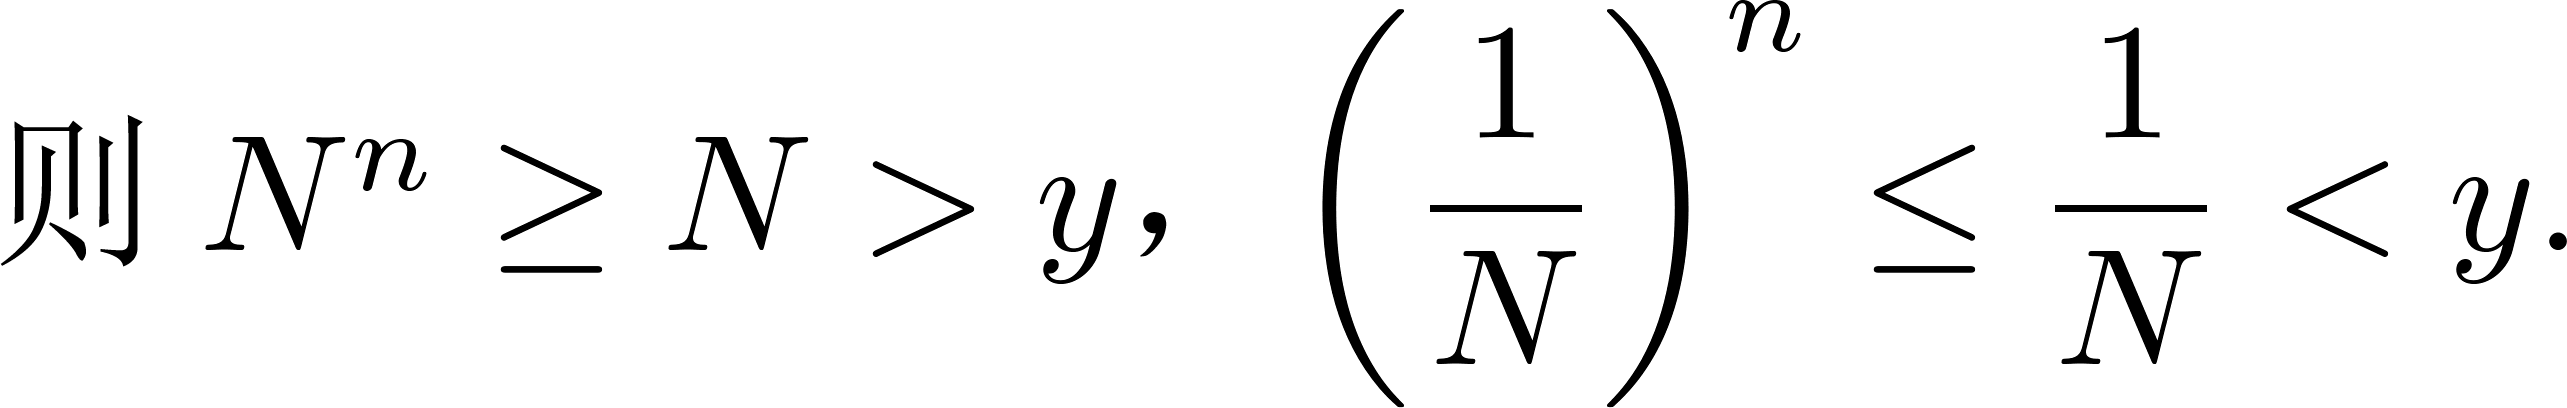 则 $N^n \geq N > y$, $\left(\frac{1}{N}\right)^n \leq \frac{1}{N} < y$.